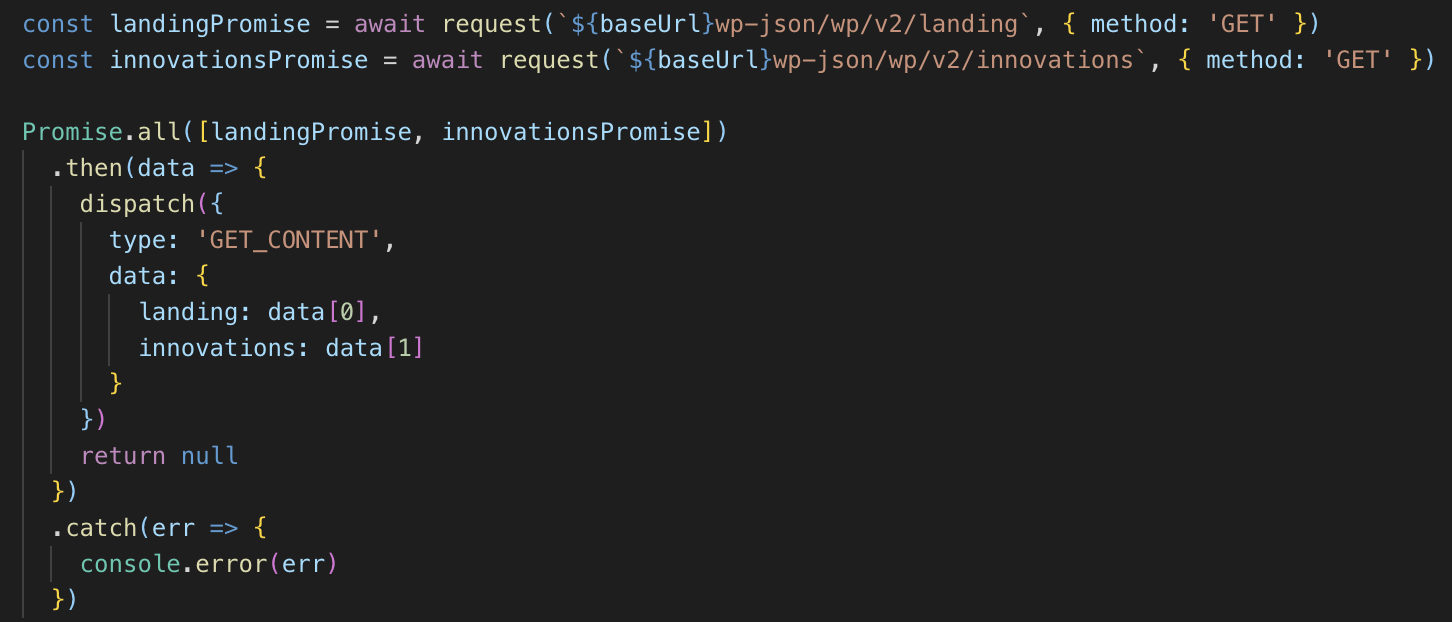 const landingPromise = await request(`${baseUrl}wp-json/wp/v2/landing`, { method: 'GET' })
const innovationsPromise = await request(`${baseUrl}wp-json/wp/v2/innovations`, { method: 'GET' })

Promise.all([landingPromise, innovationsPromise])
  .then(data => {
    dispatch({
      type: 'GET_CONTENT',
      data: {
        landing: data[0],
        innovations: data[1]
      }
    })
    return null
  })
  .catch(err => {
    console.error(err)
  })